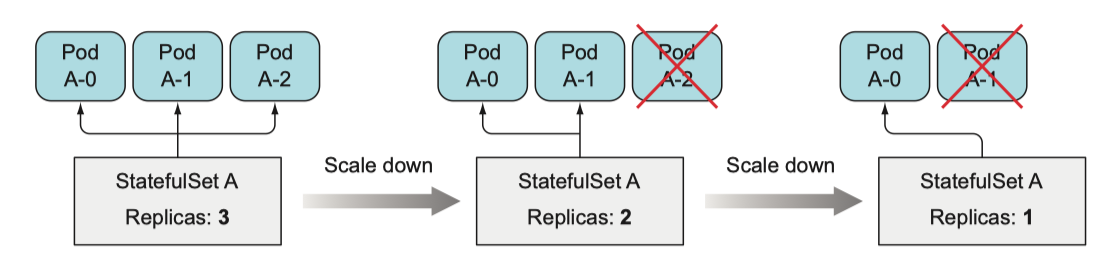 Pod
A-0
Pod
A-1
Pod
A-2
StatefulSet A
Replicas: 3
Scale down
Pod
A-0
Pod
A-1
Pod
A-2
StatefulSet A
Replicas: 2
Scale down
Pod
A-0
Pod
A-1
StatefulSet A
Replicas: 1